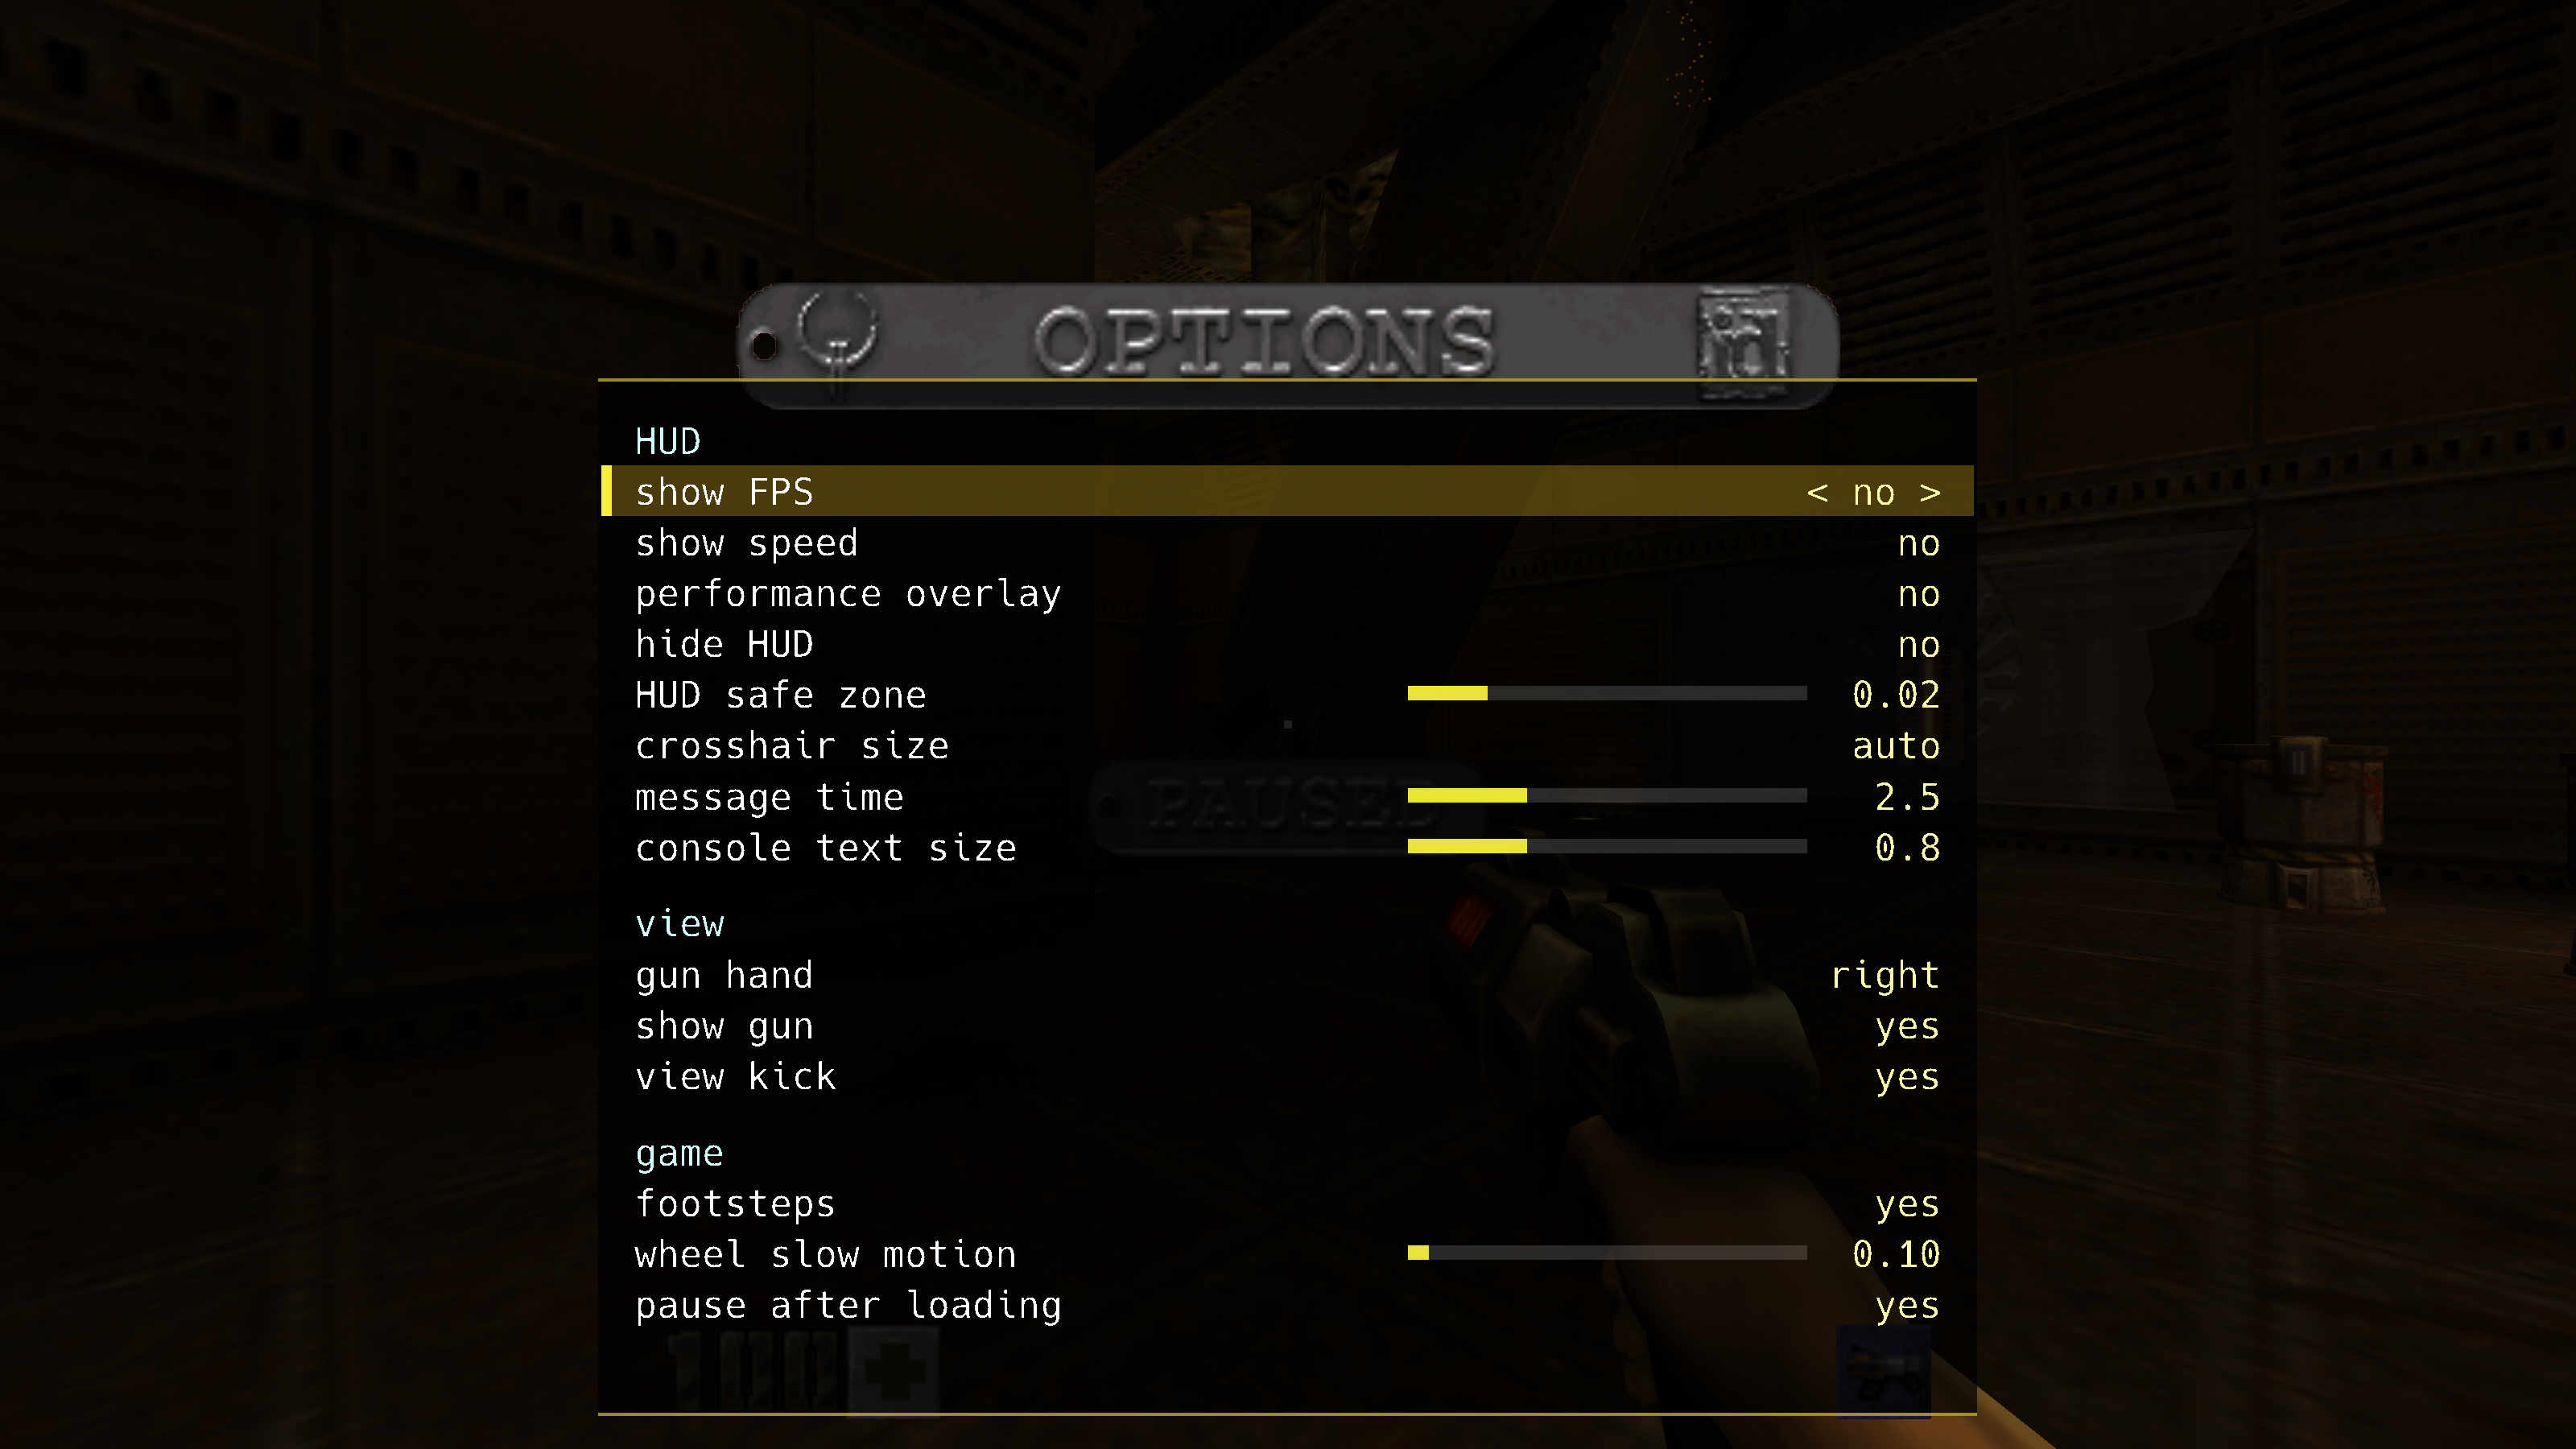 OPTIONS
HUD
show FPS < no >
show speed no
performance overlay no
hide HUD no
HUD safe zone 0.02
crosshair size auto
message time 2.5
PAUSED
console text size 0.8
view
gun hand right
show gun yes
view kick yes
game
footsteps yes
wheel slow motion 0.10
pause after loading yes
100